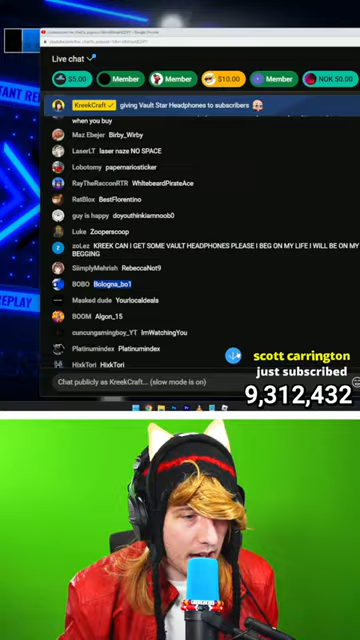 Live chat
$5.00
Member
Member
$10.00
Member
NOK 50.00
KreekCraft giving Vault Star Headphones to subscribers
when you buy
Maz Ebejer Birby_Wirby
LaserLT laser naze NO SPACE
Lobotomy papernariosticker
RayTheRacconRTR WhitebeardPirateAce
RatBlox BestFlorentino
guy is happy doyouthinkiamnoob0
Luke Zooperscoop
zoLez KREEK CAN I GET SOME VAULT HEADPHONES PLEASE I BEG ON MY LIFE I WILL BE ON MY
BEGGING
SiimplyMehrish RebeccaNot9
BOBO Bologna_bo1
Masked dude Yourlocaldeals
BOOM Algon_15
cuncungamingboy_YT ImWatchingYou
Platinumindex Platinumindex
HixkTori HixkTori
scott carrington
just subscribed
Chat publicly as KreekCraft... (slow mode is on)
9,312,432
REPLAY